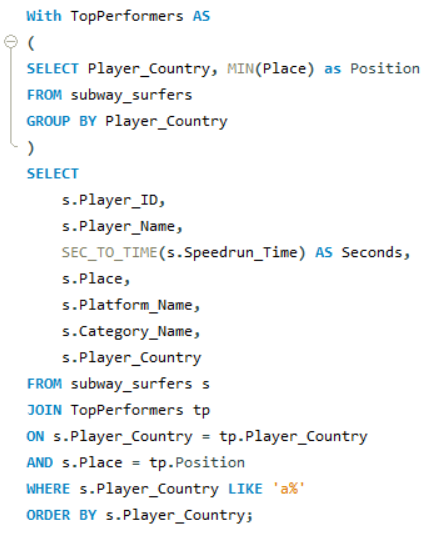 With TopPerformers AS
(
SELECT Player_Country, MIN(Place) as Position
FROM subway_surfers
GROUP BY Player_Country
)
SELECT
s.Player_ID,
s.Player_Name,
SEC_TO_TIME(s.Speedrun_Time) AS Seconds,
s.Place,
s.Platform_Name,
s.Category_Name,
s.Player_Country
FROM subway_surfers s
JOIN TopPerformers tp
ON s.Player_Country = tp.Player_Country
AND s.Place = tp.Position
WHERE s.Player_Country LIKE 'a%'
ORDER BY s.Player_Country;